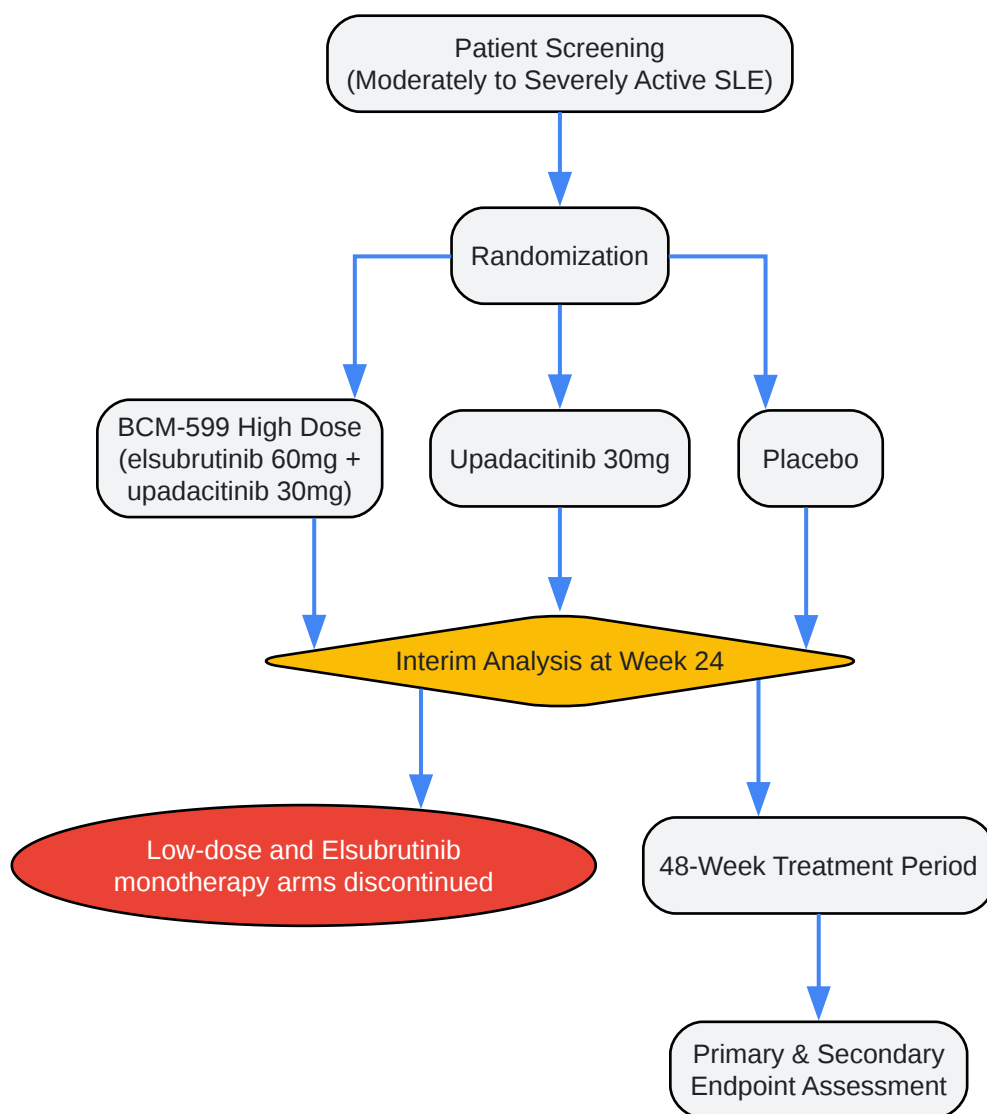 Patient Screening
(Moderately to Severely Active SLE)
Randomization
BCM-599 High Dose
(elsubrutinib 60mg +
upadacitinib 30mg)
Upadacitinib 30mg
Placebo
Interim Analysis at Week 24
Low-dose and Elsubrutinib
monotherapy arms discontinued
48-Week Treatment Period
Primary & Secondary
Endpoint Assessment